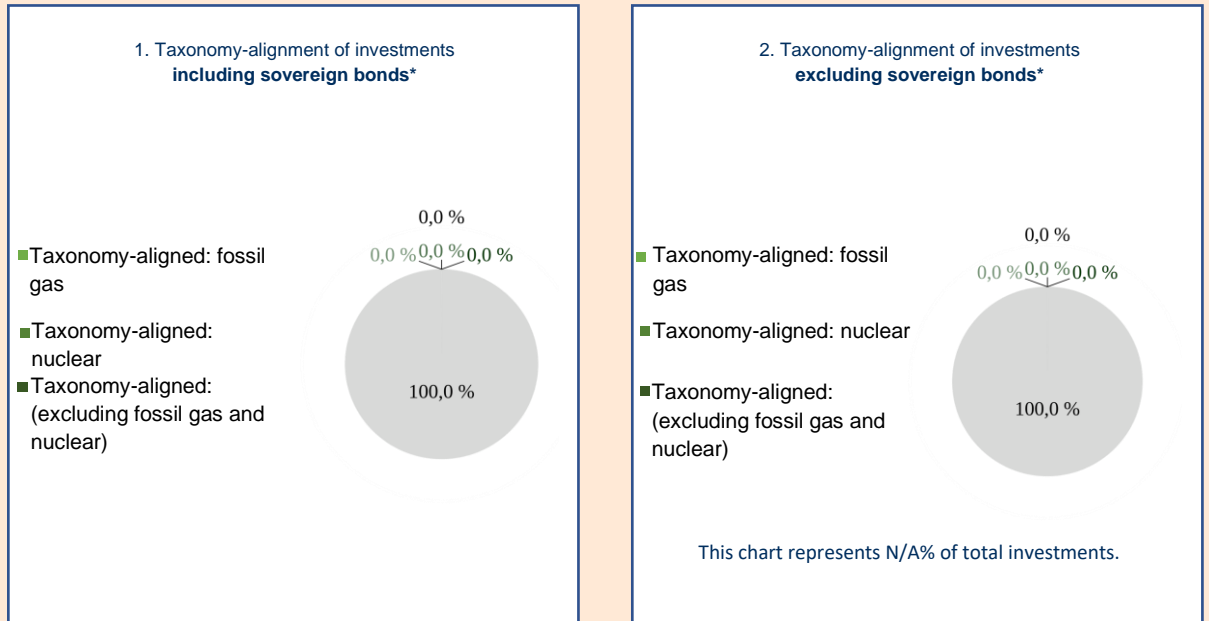 1. Taxonomy-alignment of investments
including sovereign bonds*
0,0 %
0,0 % 0,0 % 0,0 %
100,0 %
Taxonomy-aligned: fossil
gas
Taxonomy-aligned:
nuclear
Taxonomy-aligned:
(excluding fossil gas and
nuclear)
2. Taxonomy-alignment of investments
excluding sovereign bonds*
0,0 %
0,0 % 0,0 % 0,0 %
100,0 %
Taxonomy-aligned: fossil
gas
Taxonomy-aligned: nuclear
Taxonomy-aligned:
(excluding fossil gas and
nuclear)
This chart represents N/A% of total investments.